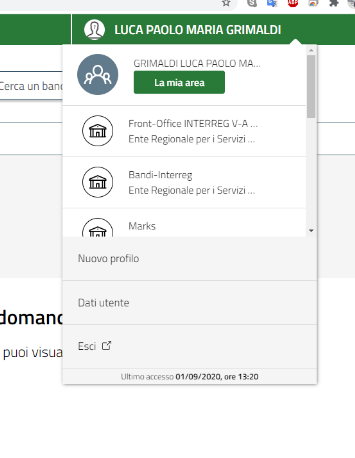 LUCA PAOLO MARIA GRIMALDI
Cerca un band
GRIMALDI LUCA PAOLO MA...
La mia area
Front-Office INTERREG V-A ...
Ente Regionale per i Servizi ...
Bandi-Interreg
Ente Regionale per i Servizi ...
Marks
Nuovo profilo
domand
Dati utente
puoi visua
Esci
Ultimo accesso 01/09/2020, ore 13:20